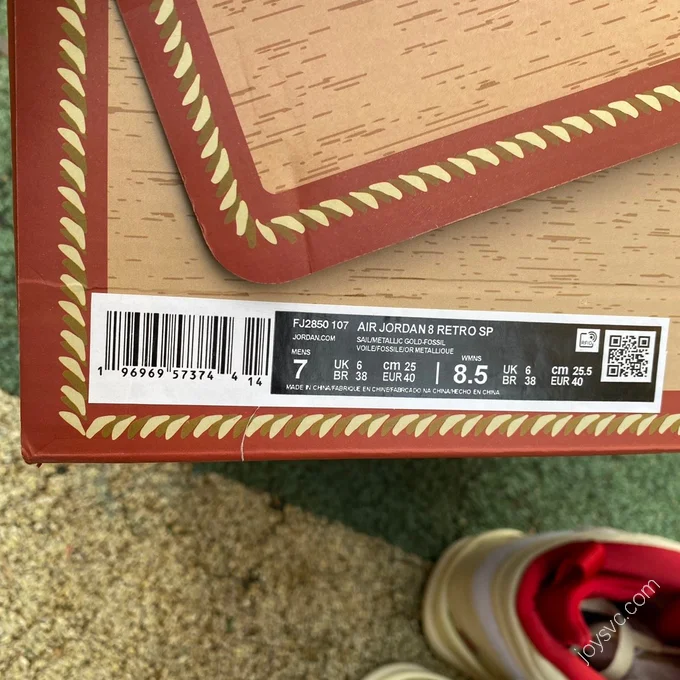 FJ2850 107 AIR JORDAN 8 RETRO SP
JORDAN.COM
SAIL/METALLIC GOLD-FOSSIL
VOILE/FOSSILE/OR METALLIQUE
MENS
7
UK 6 cm 25
BR 38 EUR 40
WMNS
8.5
UK 6 cm 25.5
BR 38 EUR 40
MADE IN CHINA/FABRIQUE EN CHINE/FABRICADO NA CHINA/HECHO EN CHINA
1 96969 57374 4 14
RFID
joysvc.com